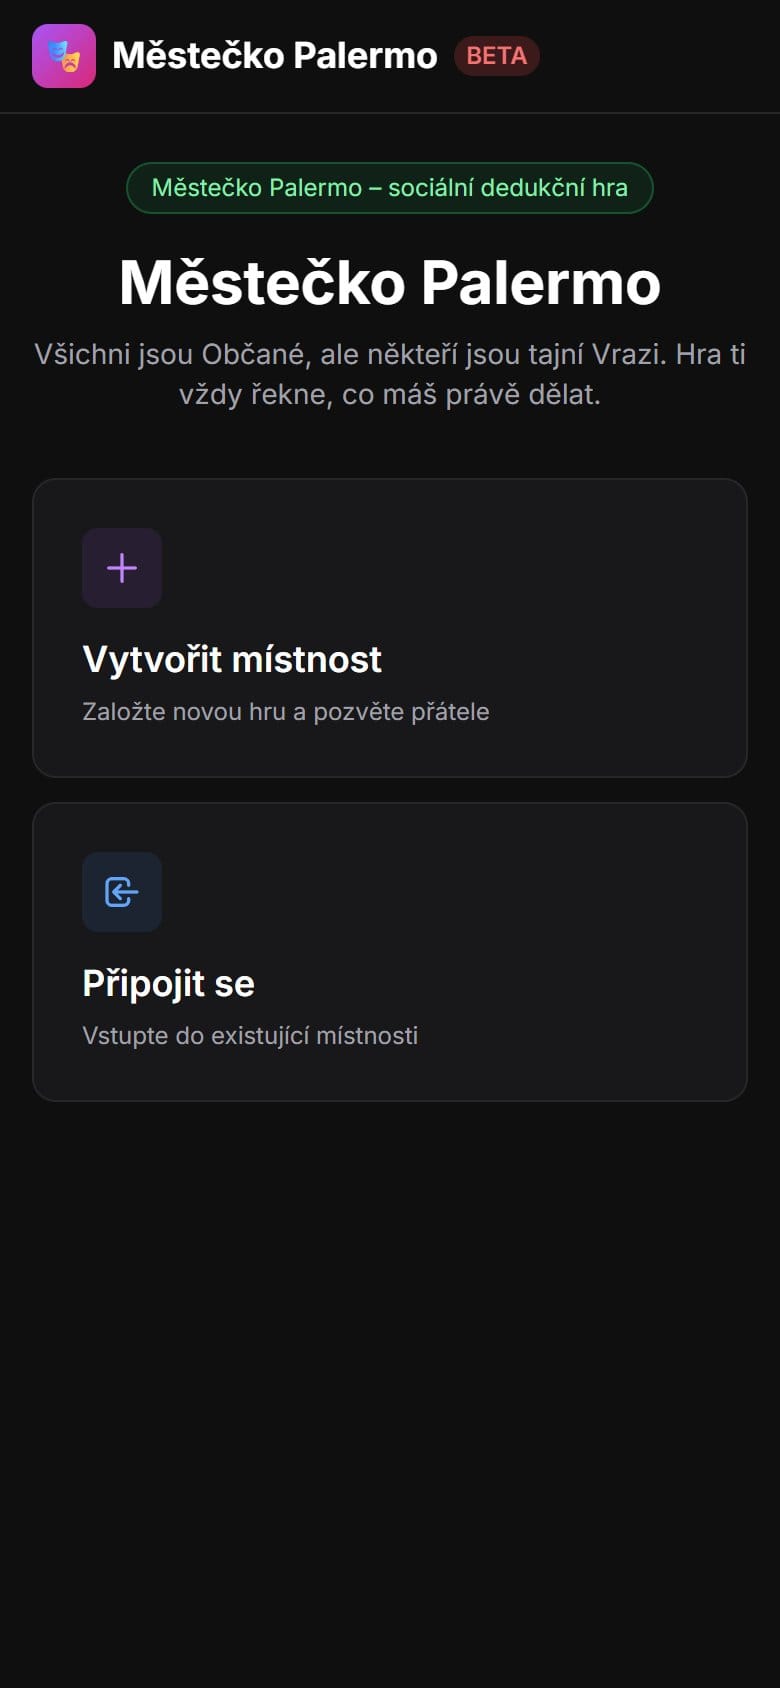 Městečko Palermo BETA
Městečko Palermo – sociální dedukční hra
Městečko Palermo
Všichni jsou Občané, ale někteří jsou tajní Vrazi. Hra ti
vždy řekne, co máš právě dělat.
Vytvořit místnost
Založte novou hru a pozvěte přátele
Připojit se
Vstupte do existující místnosti